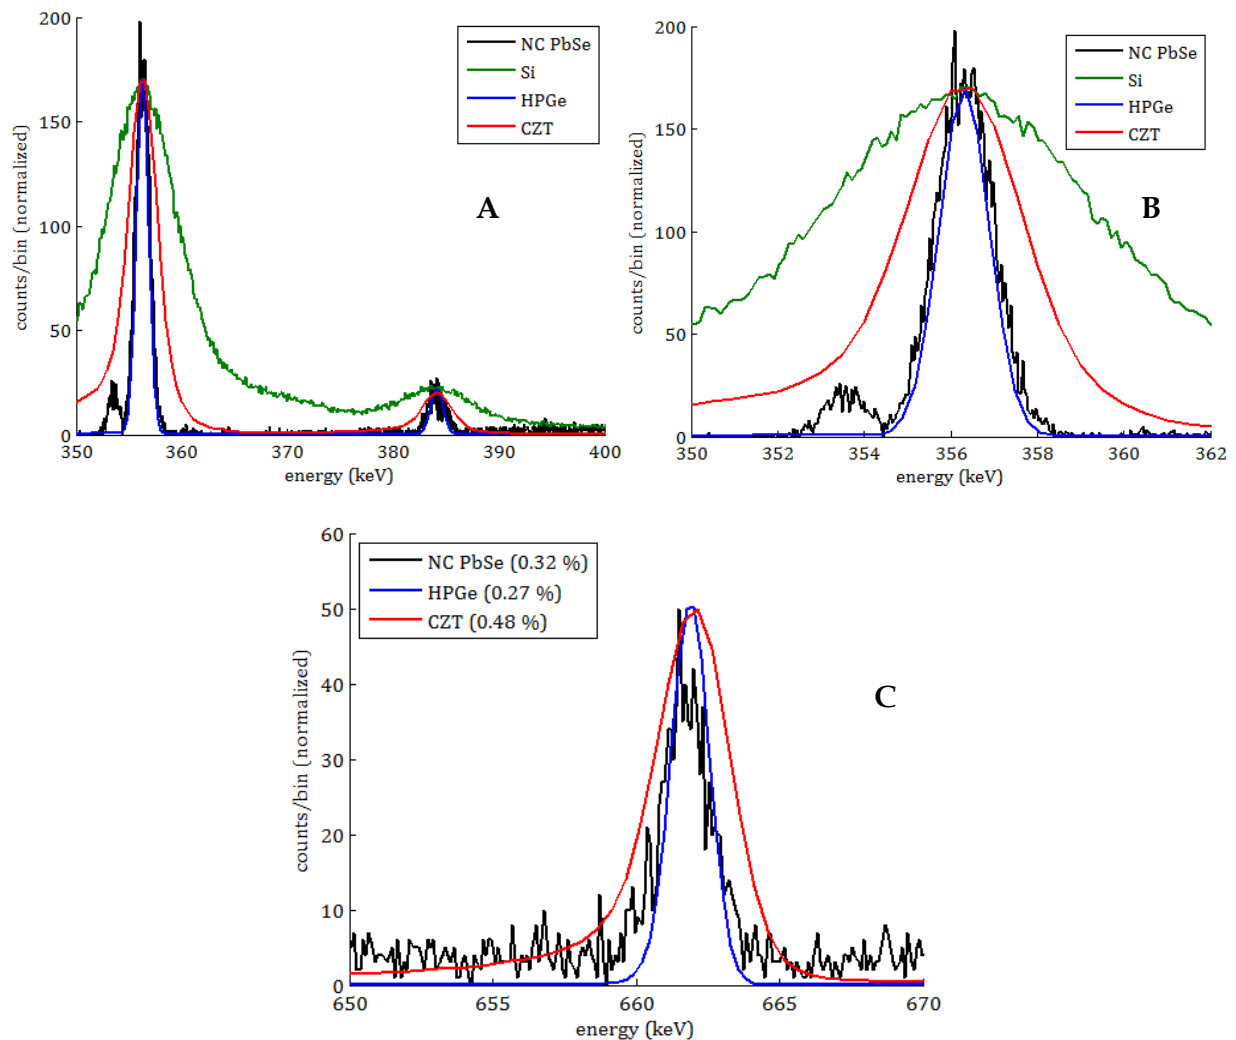 200
150
100
50
0
counts/bin (normalized)
NC PbSe
Si
HPGe
CZT
A
350
360
370
380
390
400
energy (keV)
200
150
100
50
0
counts/bin (normalized)
NC PbSe
Si
HPGe
CZT
B
350
352
354
356
358
360
362
energy (keV)
60
50
40
30
20
10
0
counts/bin (normalized)
NC PbSe (0.32 %)
HPGe (0.27 %)
CZT (0.48 %)
C
650
655
660
665
670
energy (keV)